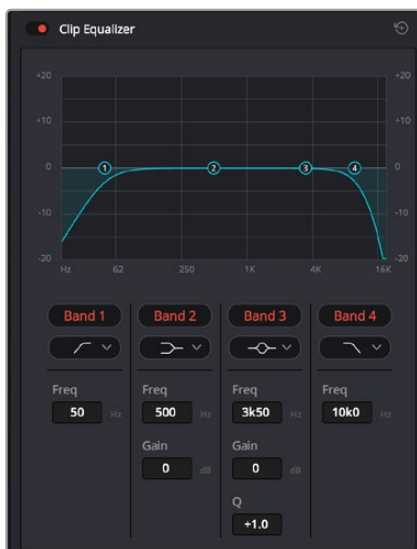 Clip Equalizer
+20 +20
+10 +10
0 1 2 3 4 0
-10 -10
-20 -20
Hz 62 250 1K 4K 16K
Band 1 Band 2 Band 3 Band 4
Freq Freq Freq Freq
50 Hz 500 Hz 3k50 Hz 10k0 Hz
Gain Gain
0 dB 0 dB
Q
+1.0